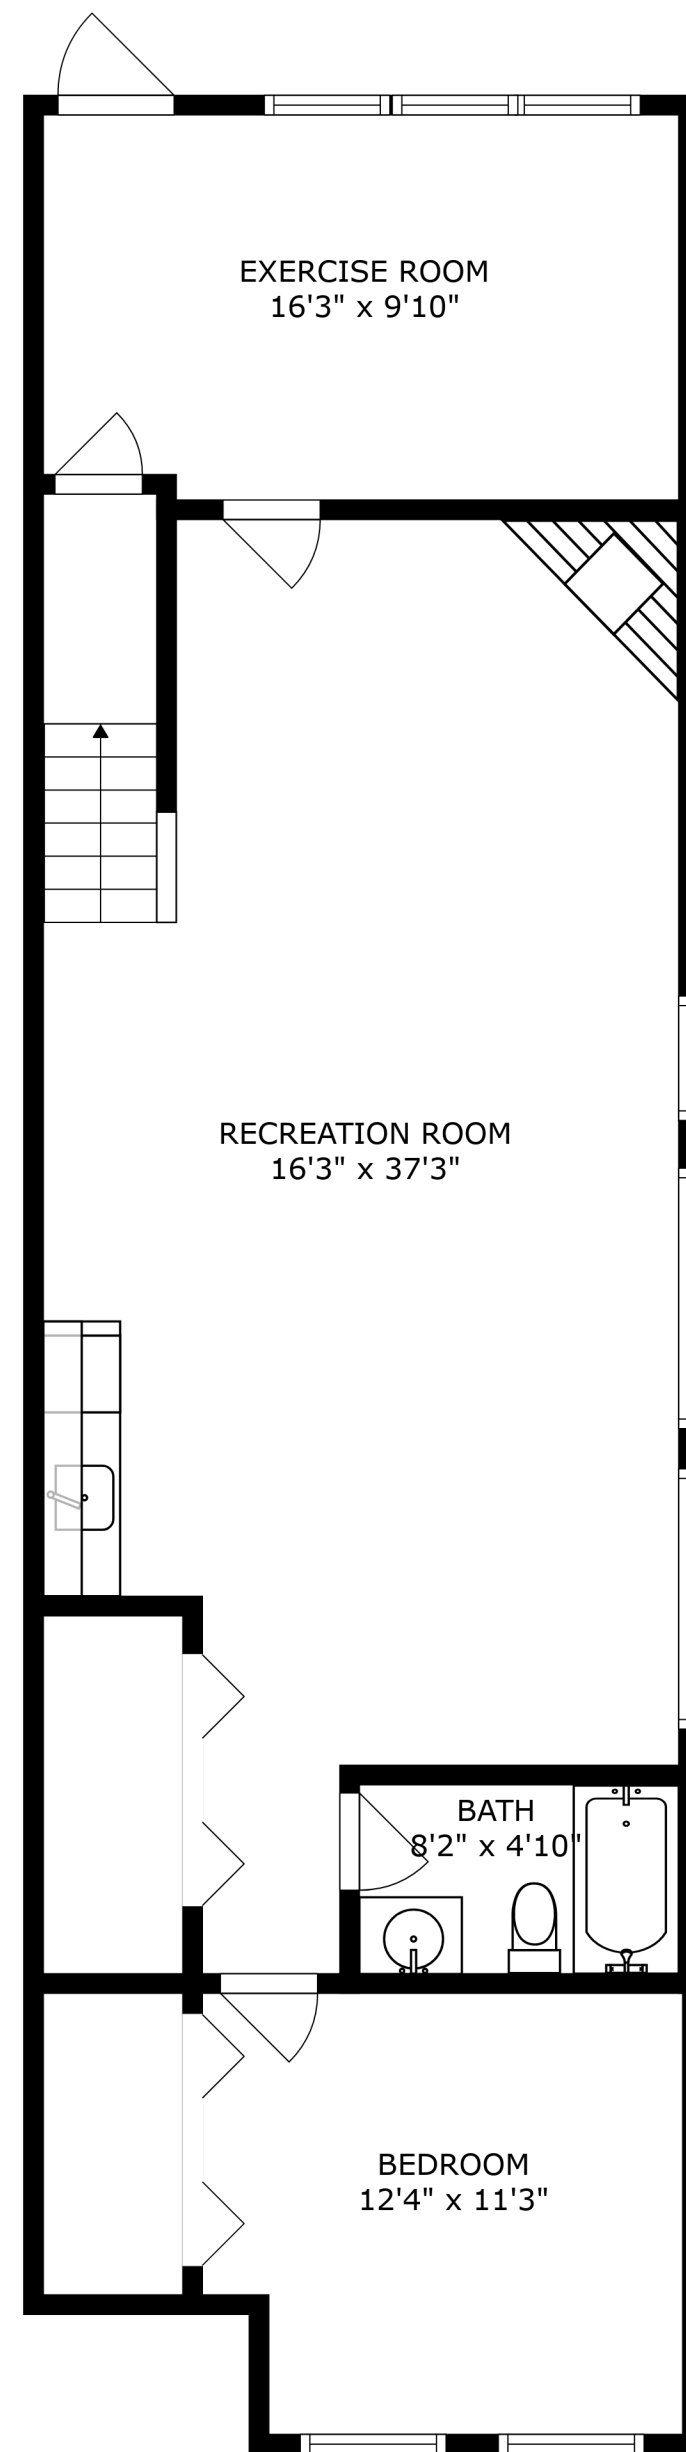 EXERCISE ROOM
16'3" x 9'10"
RECREATION ROOM
16'3" x 37'3"
BATH
8'2" x 4'10"
BEDROOM
12'4" x 11'3"